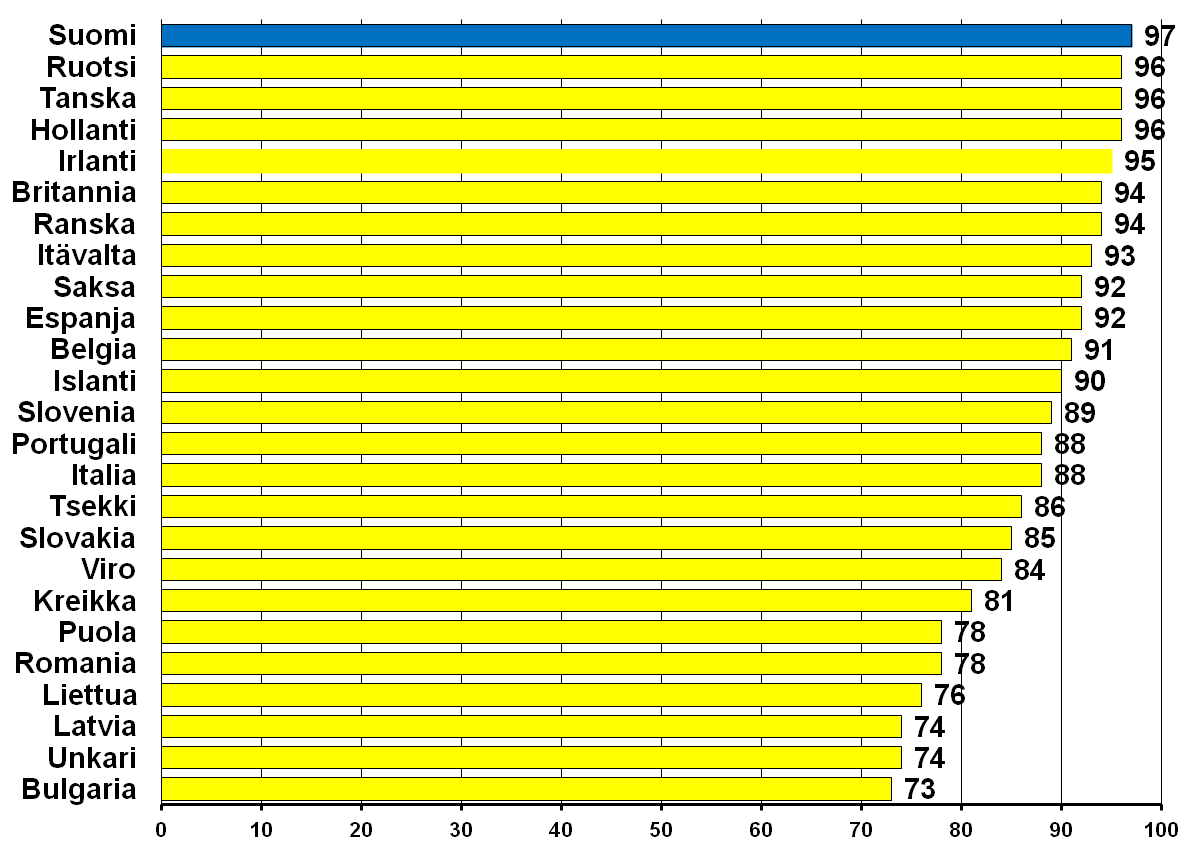 Suomi 97
Ruotsi 96
Tanska 96
Hollanti 96
Irlanti 95
Britannia 94
Ranska 94
Itävalta 93
Saksa 92
Espanja 92
Belgia 91
Islanti 90
Slovenia 89
Portugali 88
Italia 88
Tsekki 86
Slovakia 85
Viro 84
Kreikka 81
Puola 78
Romania 78
Liettua 76
Latvia 74
Unkari 74
Bulgaria 73
0 10 20 30 40 50 60 70 80 90 100